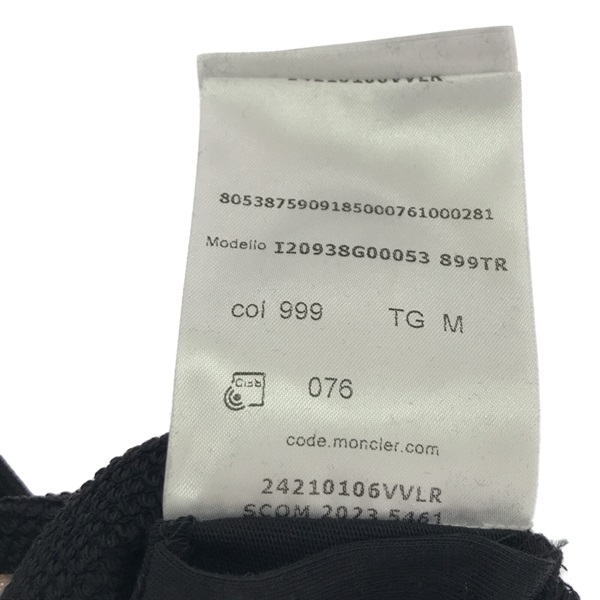 24210106VVLR
8053875909185000761000281
Modello I20938G00053 899TR
col 999 TG M
076
code.moncler.com
24210106VVLR
SCOM 2023 5461